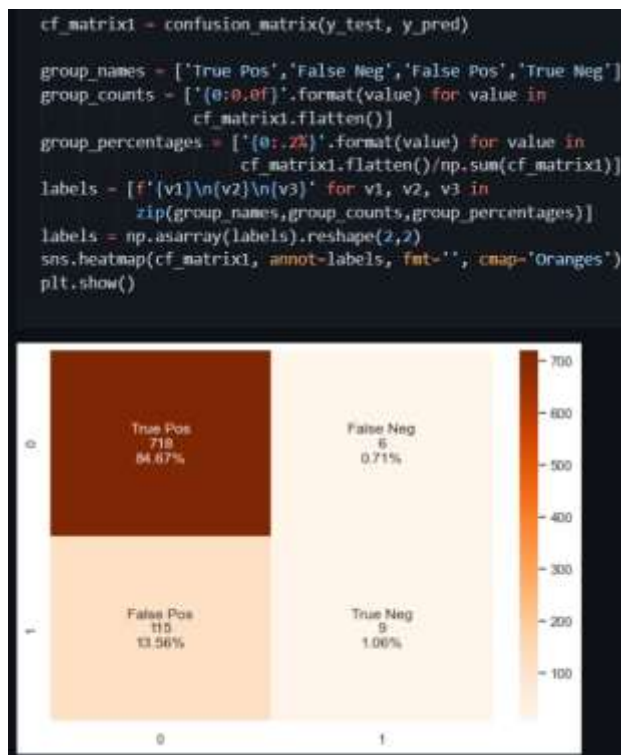 cf_matrix1 = confusion_matrix(y_test, y_pred)
group_names = ['True Pos','False Neg','False Pos','True Neg']
group_counts = ['{0:0.0f}'.format(value) for value in
cf_matrix1.flatten()]
group_percentages = ['{0:.2%}'.format(value) for value in
cf_matrix1.flatten()/np.sum(cf_matrix1)]
labels = [f'{v1}\n{v2}\n{v3}' for v1, v2, v3 in
zip(group_names,group_counts,group_percentages)]
labels = np.asarray(labels).reshape(2,2)
sns.heatmap(cf_matrix1, annot=labels, fmt='', cmap='Oranges')
plt.show()
True Pos
718
84.67%
False Neg
6
0.71%
False Pos
115
13.56%
True Neg
9
1.06%
0
1
0
1
700
600
500
400
300
200
100